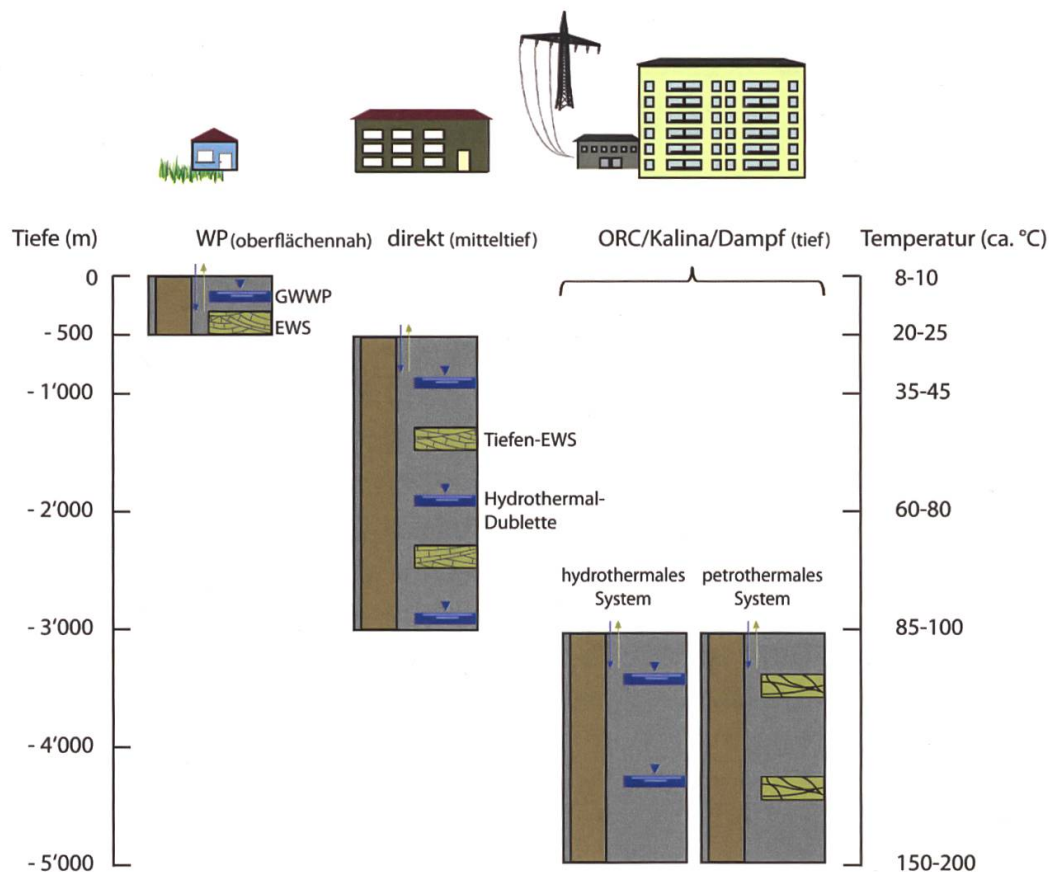 Tiefe (m)
WP (oberflächennah)
direkt (mitteltief)
ORC/Kalina/Dampf (tief)
Temperatur (ca. °C)
0
8-10
GWWP
EWS
- 500
20-25
- 1'000
35-45
Tiefen-EWS
- 2'000
Hydrothermal-
Dublette
60-80
hydrothermales
System
petrothermales
System
- 3'000
85-100
- 4'000
- 5'000
150-200